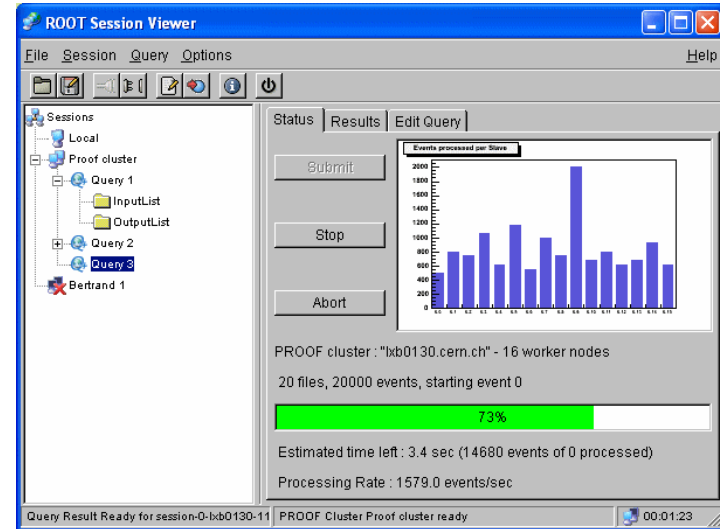 ROOT Session Viewer
File Session Query Options Help
Sessions
Local
Proof cluster
Query 1
InputList
OutputList
Query 2
Query 3
Bertrand 1
Status Results Edit Query
Submit
Stop
Abort
Events processed per Slave
2000
1800
1600
1400
1200
1000
800
600
400
200
0
PROOF cluster : "lxb0130.cern.ch" - 16 worker nodes
20 files, 20000 events, starting event 0
73%
Estimated time left : 3.4 sec (14680 events of 0 processed)
Processing Rate : 1579.0 events/sec
Query Result Ready for session-0-lxb0130-11 PROOF Cluster Proof cluster ready 00:01:23